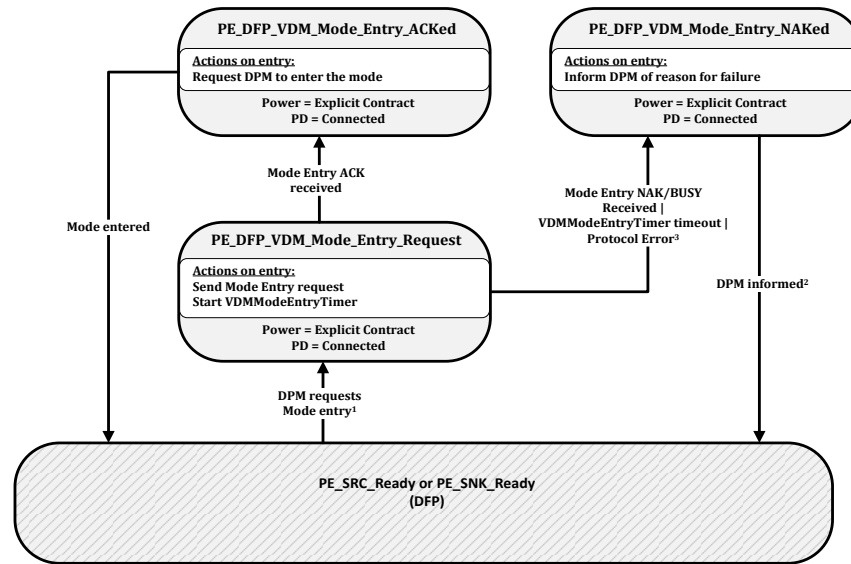 PE_DFP_VDM_Mode_Entry_ACKed
Actions on entry:
Request DPM to enter the mode
Power = Explicit Contract
PD = Connected
PE_DFP_VDM_Mode_Entry_NAKed
Actions on entry:
Inform DPM of reason for failure
Power = Explicit Contract
PD = Connected
Mode Entry ACK
received
Mode Entry NAK/BUSY
Received |
VDMModeEntryTimer timeout |
Protocol Error³
Mode entered
PE_DFP_VDM_Mode_Entry_Request
Actions on entry:
Send Mode Entry request
Start VDMModeEntryTimer
Power = Explicit Contract
PD = Connected
DPM informed²
DPM requests
Mode entry¹
PE_SRC_Ready or PE_SNK_Ready
(DFP)